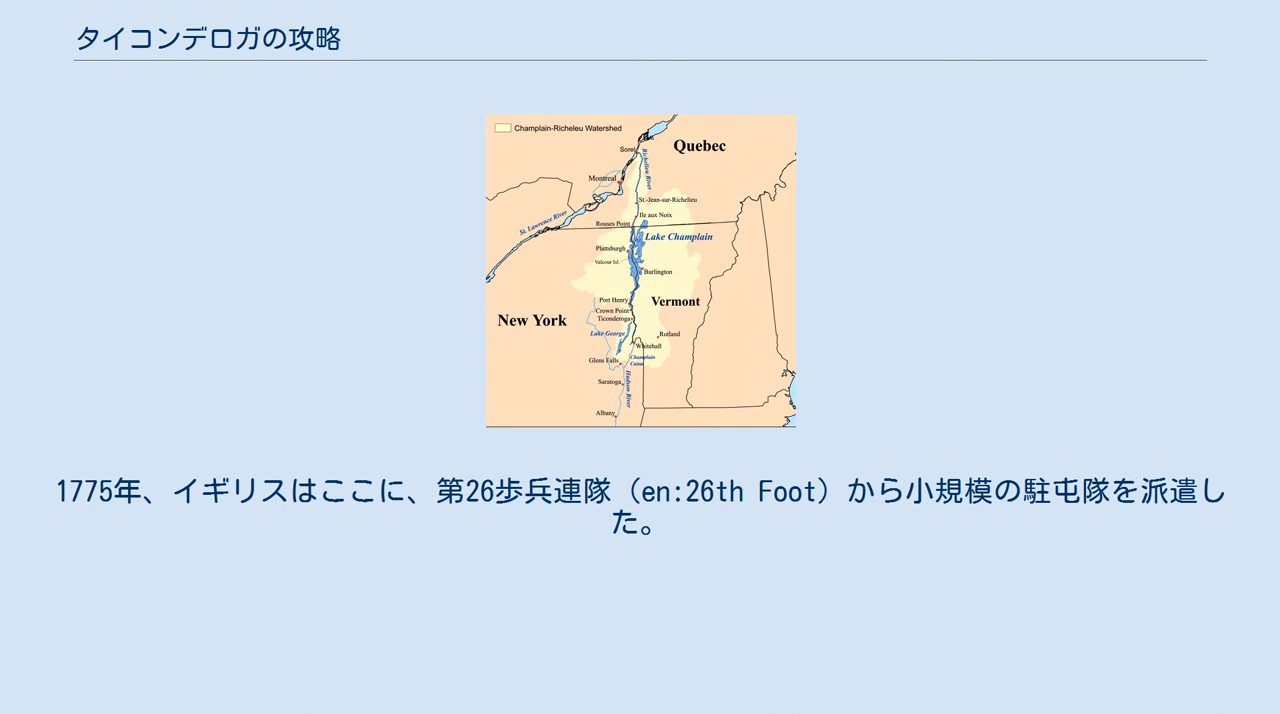 タイコンデロガの攻略
Champlain-Richeleu Watershed
Quebec
Sorel
Richelieu River
Montreal
St.-Jean-sur-Richelieu
Ile aux Noix
St. Lawrence River
Rouses Point
Lake Champlain
Plattsburgh
Valcour Isl.
Burlington
Port Henry
Vermont
Crown Point
Ticonderoga
New York
Lake George
Rutland
Whitehall
Glens Falls
Champlain
Canal
Saratoga
Hudson River
Albany
1775年、イギリスはここに、第26歩兵連隊（en:26th Foot）から小規模の駐屯隊を派遣し
た。